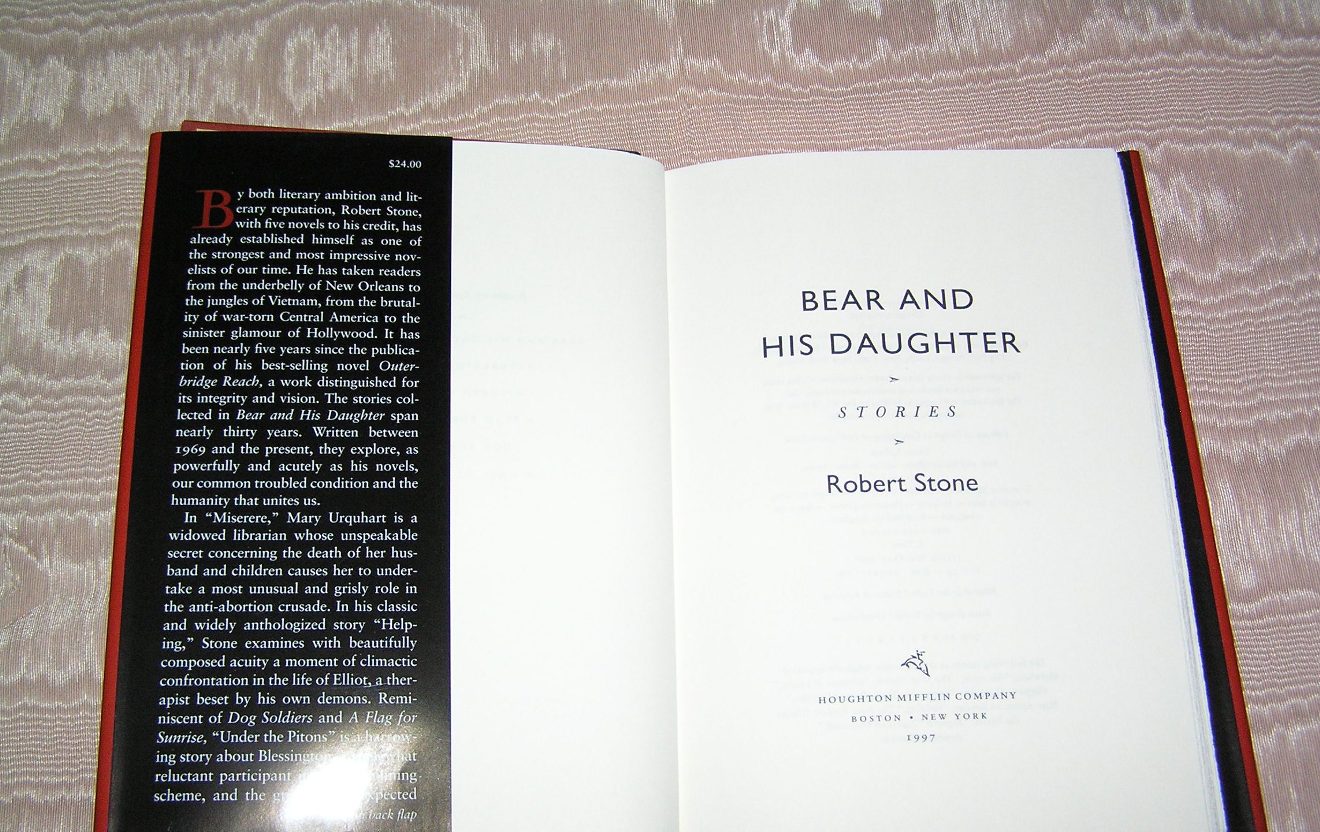 $24.00
By both literary ambition and lit-
erary reputation, Robert Stone,
with five novels to his credit, has
already established himself as one of
the strongest and most impressive nov-
elists of our time. He has taken readers
from the underbelly of New Orleans to
the jungles of Vietnam, from the brutal-
ity of war-torn Central America to the
sinister glamour of Hollywood. It has
been nearly five years since the publica-
tion of his best-selling novel Outer-
bridge Reach, a work distinguished for
its integrity and vision. The stories col-
lected in Bear and His Daughter span
nearly thirty years. Written between
1969 and the present, they explore, as
powerfully and acutely as his novels,
our common troubled condition and the
humanity that unites us.
In “Miserere,” Mary Urquhart is a
widowed librarian whose unspeakable
secret concerning the death of her hus-
band and children causes her to under-
take a most unusual and grisly role in
the anti-abortion crusade. In his classic
and widely anthologized story “Help-
ing,” Stone examines with beautifully
composed acuity a moment of climactic
confrontation in the life of Elliot, a ther-
apist beset by his own demons. Remi-
niscent of Dog Soldiers and A Flag for
Sunrise, “Under the Pitons” is a harrow-
ing story about Blessington,
reluctant participant
scheme, and the
back flap
BEAR AND
HIS DAUGHTER
STORIES
Robert Stone
HOUGHTON MIFFLIN COMPANY
BOSTON • NEW YORK
1997